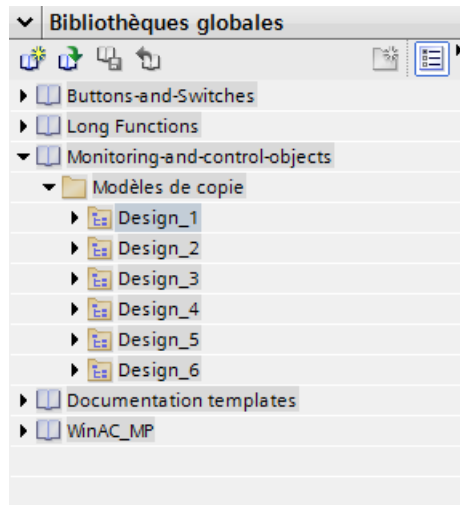 Bibliothèques globales
Buttons-and-Switches
Long Functions
Monitoring-and-control-objects
Modèles de copie
Design_1
Design_2
Design_3
Design_4
Design_5
Design_6
Documentation templates
WinAC_MP